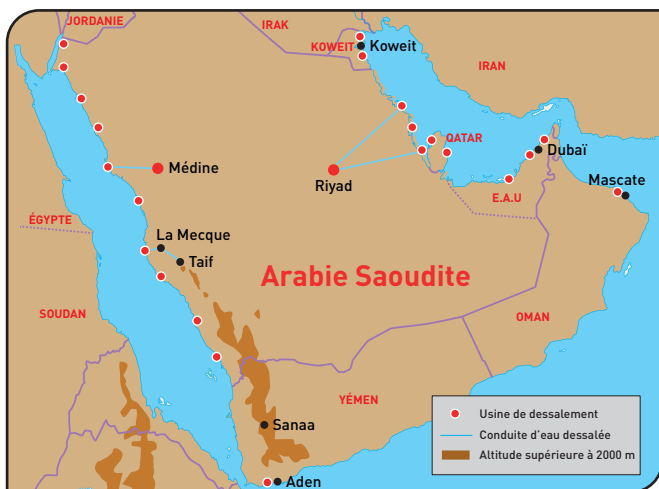 JORDANIE
IRAK
KOWEIT
Koweit
IRAN
QATAR
Dubaï
Médine
Riyad
Mascate
E.A.U
ÉGYPTE
La Mecque
Taif
Arabie Saoudite
SOUDAN
OMAN
YÉMEN
Sanaa
Aden
Usine de dessalement
Conduite d'eau dessalée
Altitude supérieure à 2000 m